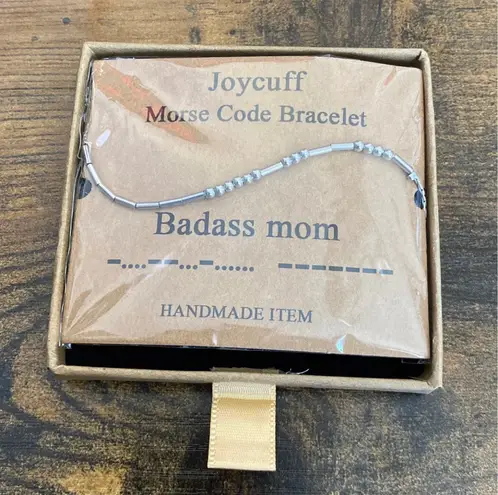 Joycuff
Morse Code Bracelet
Badass mom
–....–––...–...... –––––––
HANDMADE ITEM